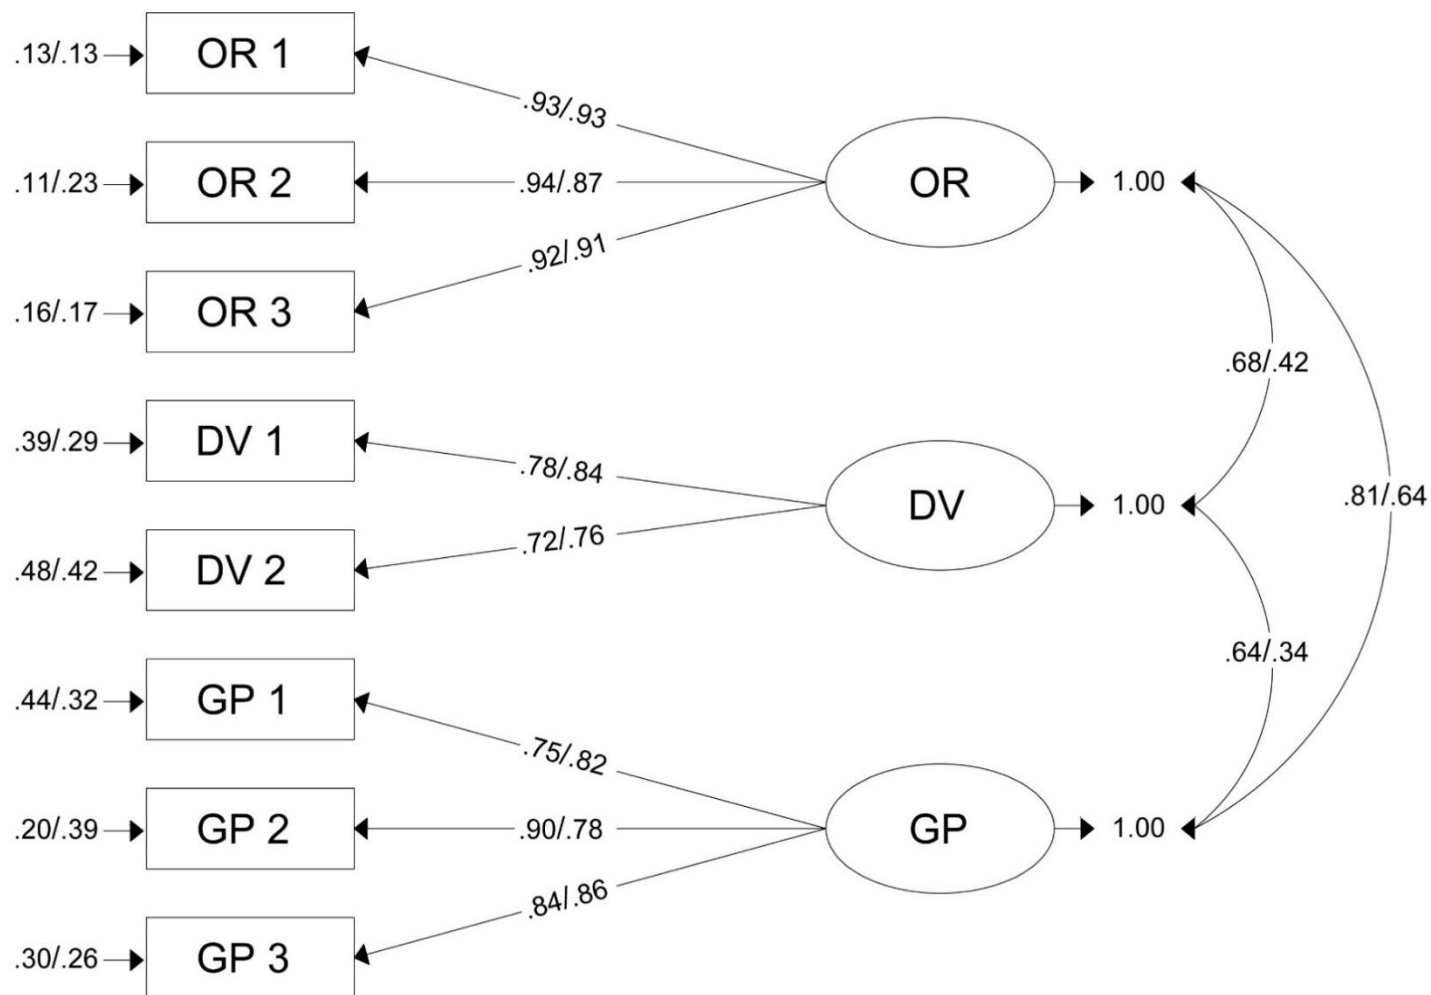 .13/.13 OR 1
.93/.93
OR 1.00
.11/.23 OR 2 .94/.87
.92/.91
.16/.17 OR 3
.68/.42
.39/.29 DV 1
.78/.84
DV 1.00
.81/.64
.72/.76
.48/.42 DV 2
.64/.34
.44/.32 GP 1
.75/.82
.20/.39 GP 2 .90/.78 GP 1.00
.84/.86
.30/.26 GP 3